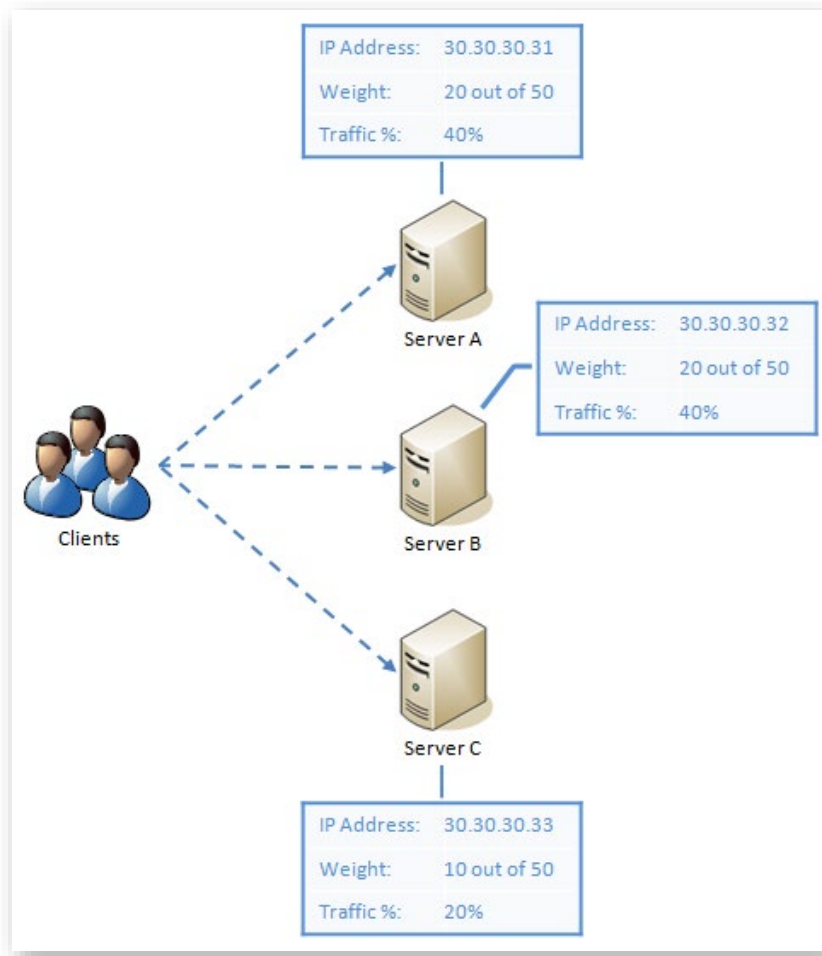 IP Address: 30.30.30.31
Weight: 20 out of 50
Traffic %: 40%
Server A
IP Address: 30.30.30.32
Weight: 20 out of 50
Traffic %: 40%
Server B
Clients
Server C
IP Address: 30.30.30.33
Weight: 10 out of 50
Traffic %: 20%